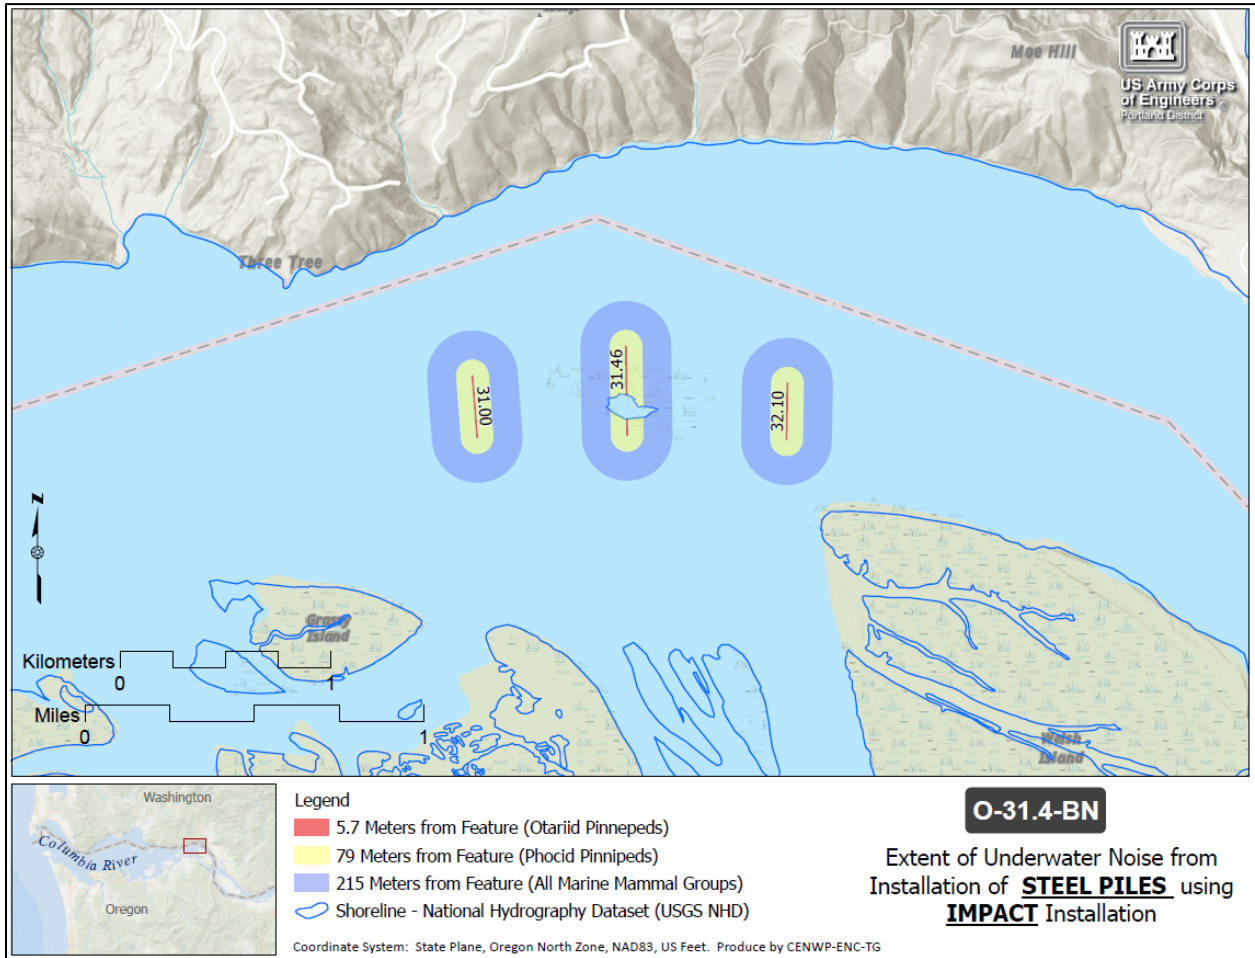 Moe Hill
US Army Corps
of Engineers ®
Portland District
Three Tree
31.00
31.46
32.10
N
Grassy
Island
Kilometers
0 1
Miles
0 1
Welsh
Island
Washington
Columbia River
Oregon
Legend
5.7 Meters from Feature (Otariid Pinnepeds)
79 Meters from Feature (Phocid Pinnipeds)
215 Meters from Feature (All Marine Mammal Groups)
Shoreline - National Hydrography Dataset (USGS NHD)
Coordinate System: State Plane, Oregon North Zone, NAD83, US Feet. Produce by CENWP-ENC-TG
O-31.4-BN
Extent of Underwater Noise from
Installation of STEEL PILES using
IMPACT Installation